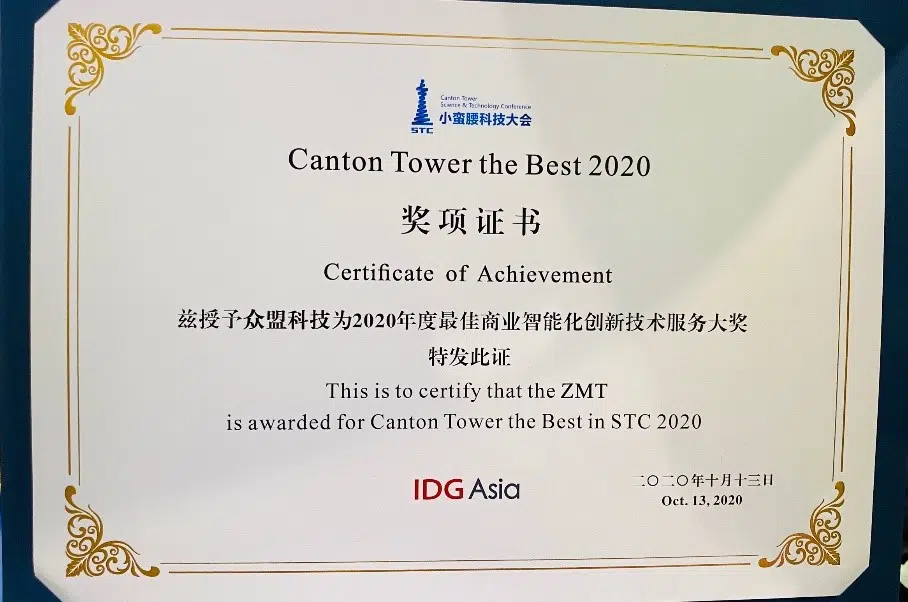 Canton Tower
Science & Technology Conference
小蛮腰科技大会
STC
Canton Tower the Best 2020
奖项证书
Certificate of Achievement
兹授予众盟科技为2020年度最佳商业智能化创新技术服务大奖
特发此证
This is to certify that the ZMT
is awarded for Canton Tower the Best in STC 2020
IDG Asia
二〇二〇年十月十三日
Oct. 13, 2020